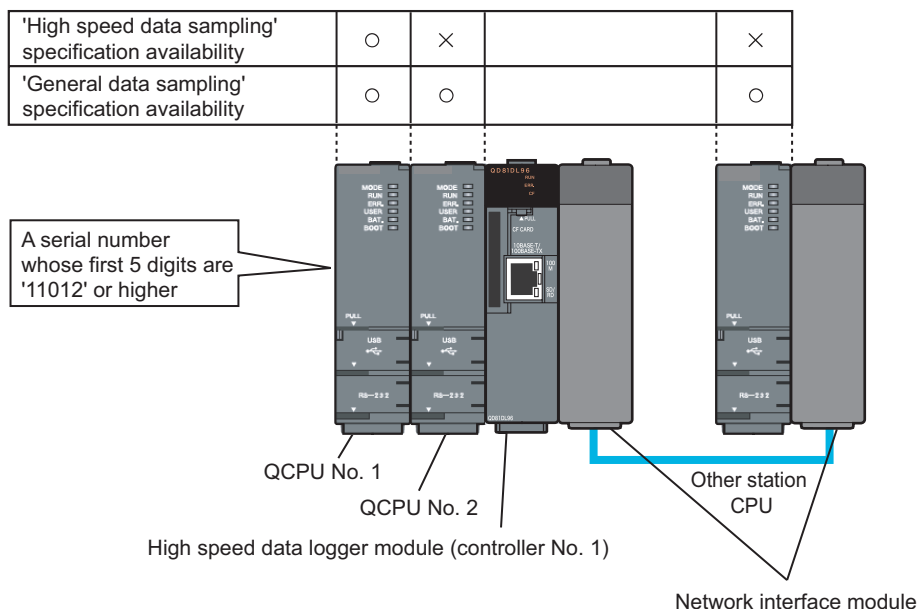 'High speed data sampling'
specification availability
○
×
×
'General data sampling'
specification availability
○
○
○
A serial number
whose first 5 digits are
'11012' or higher
MODE
RUN
ERR.
USER
BAT.
BOOT
PULL
USB
RS-232
MODE
RUN
ERR.
USER
BAT.
BOOT
PULL
USB
RS-232
QD81DL96
RUN
ERR.
CF
▲PULL
CF CARD
10BASE-T/
100BASE-TX
100
M
SD/
RD
QD81DL96
MODE
RUN
ERR.
USER
BAT.
BOOT
PULL
USB
RS-232
QCPU No. 1
QCPU No. 2
High speed data logger module (controller No. 1)
Other station
CPU
Network interface module